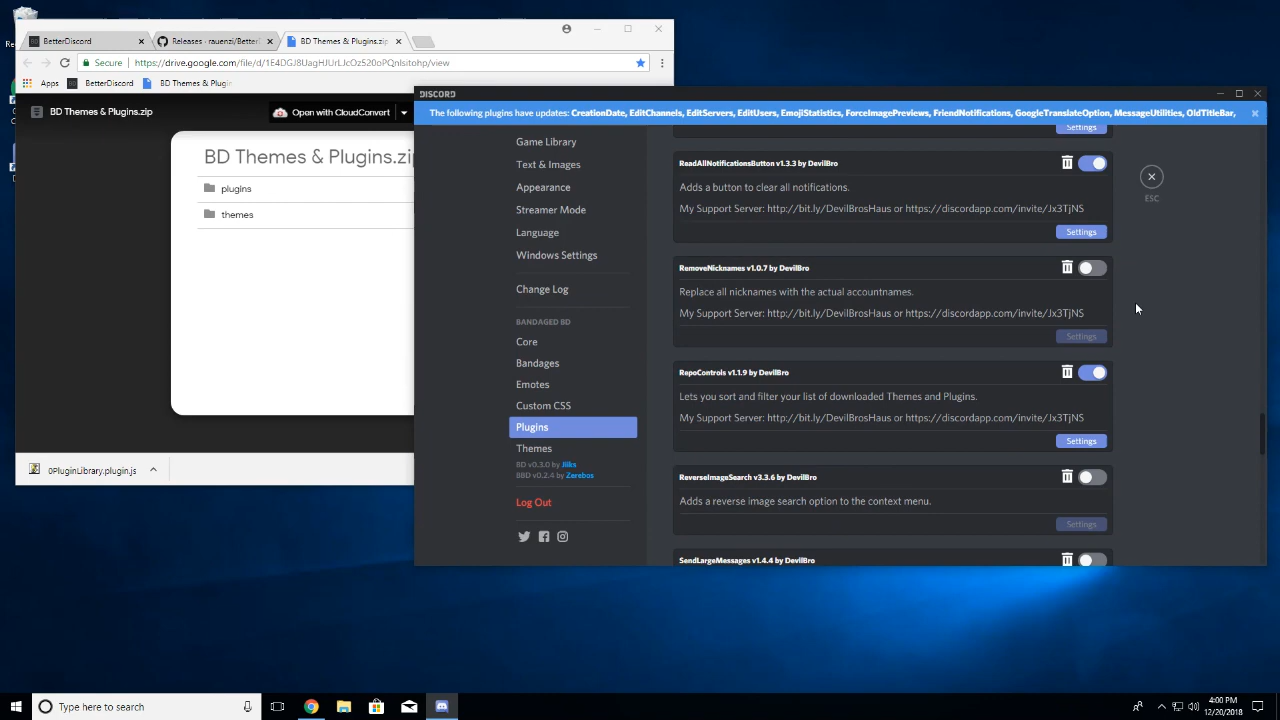 BetterDiscord
Releases · rauenzi/Better
BD Themes & Plugins.zip
Secure
https://drive.google.com/file/d/1E4DGJ8UagHJUrLJcOz520oPQnlsitohp/view
Apps
BetterDiscord
BD Themes & Plugin
BD Themes & Plugins.zip
Open with CloudConvert
BD Themes & Plugins.zip
plugins
themes
0PluginLibrary.plugin.js
DISCORD
The following plugins have updates: CreationDate, EditChannels, EditServers, EditUsers, EmojiStatistics, ForceImagePreviews, FriendNotifications, GoogleTranslateOption, MessageUtilities, OldTitleBar,
Game Library
Text & Images
Appearance
Streamer Mode
Language
Windows Settings
Change Log
BANDAGED BD
Core
Bandages
Emotes
Custom CSS
Plugins
Themes
BD v0.3.0 by Jiiks
BBD v0.2.4 by Zerebos
Log Out
Settings
ReadAllNotificationsButton v1.3.3 by DevilBro
Adds a button to clear all notifications.
My Support Server: http://bit.ly/DevilBrosHaus or https://discordapp.com/invite/Jx3TjNS
Settings
RemoveNicknames v1.0.7 by DevilBro
Replace all nicknames with the actual accountnames.
My Support Server: http://bit.ly/DevilBrosHaus or https://discordapp.com/invite/Jx3TjNS
Settings
RepoControls v1.1.9 by DevilBro
Lets you sort and filter your list of downloaded Themes and Plugins.
My Support Server: http://bit.ly/DevilBrosHaus or https://discordapp.com/invite/Jx3TjNS
Settings
ReverseImageSearch v3.3.6 by DevilBro
Adds a reverse image search option to the context menu.
Settings
SendLargeMessages v1.4.4 by DevilBro
ESC
Type here to search
4:00 PM
12/20/2018